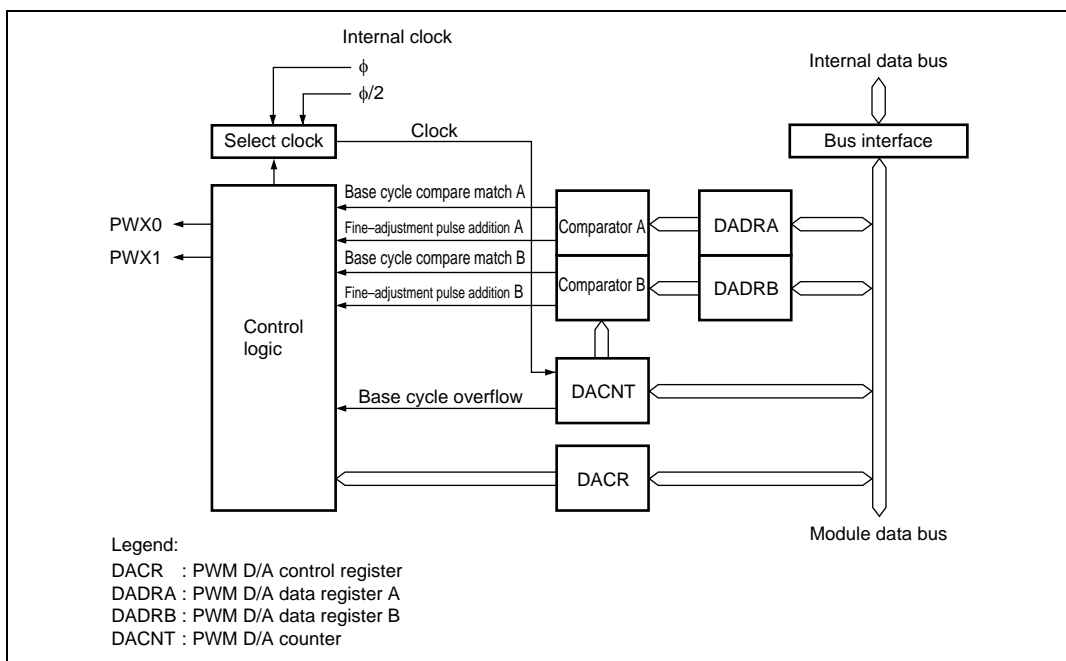 Internal clock
φ
φ/2
Internal data bus
Select clock
Clock
Bus interface
Base cycle compare match A
PWX0
Fine–adjustment pulse addition A
Comparator A
DADRA
PWX1
Base cycle compare match B
Fine–adjustment pulse addition B
Comparator B
DADRB
Control
logic
DACNT
Base cycle overflow
DACR
Module data bus
Legend:
DACR : PWM D/A control register
DADRA : PWM D/A data register A
DADRB : PWM D/A data register B
DACNT : PWM D/A counter